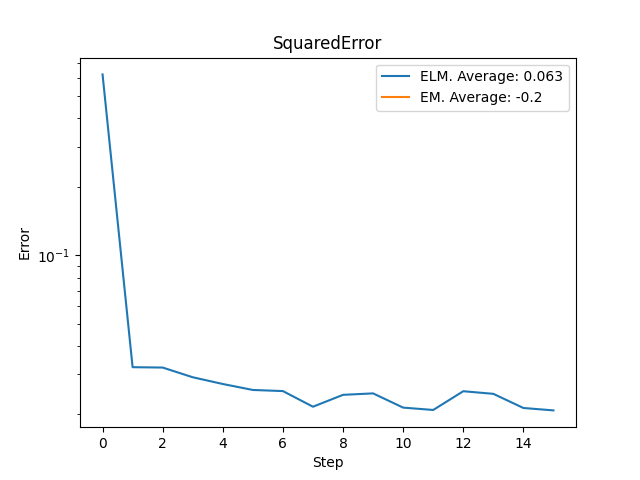 SquaredError
ELM. Average: 0.063
EM. Average: -0.2
Error
10⁻¹
0 2 4 6 8 10 12 14
Step